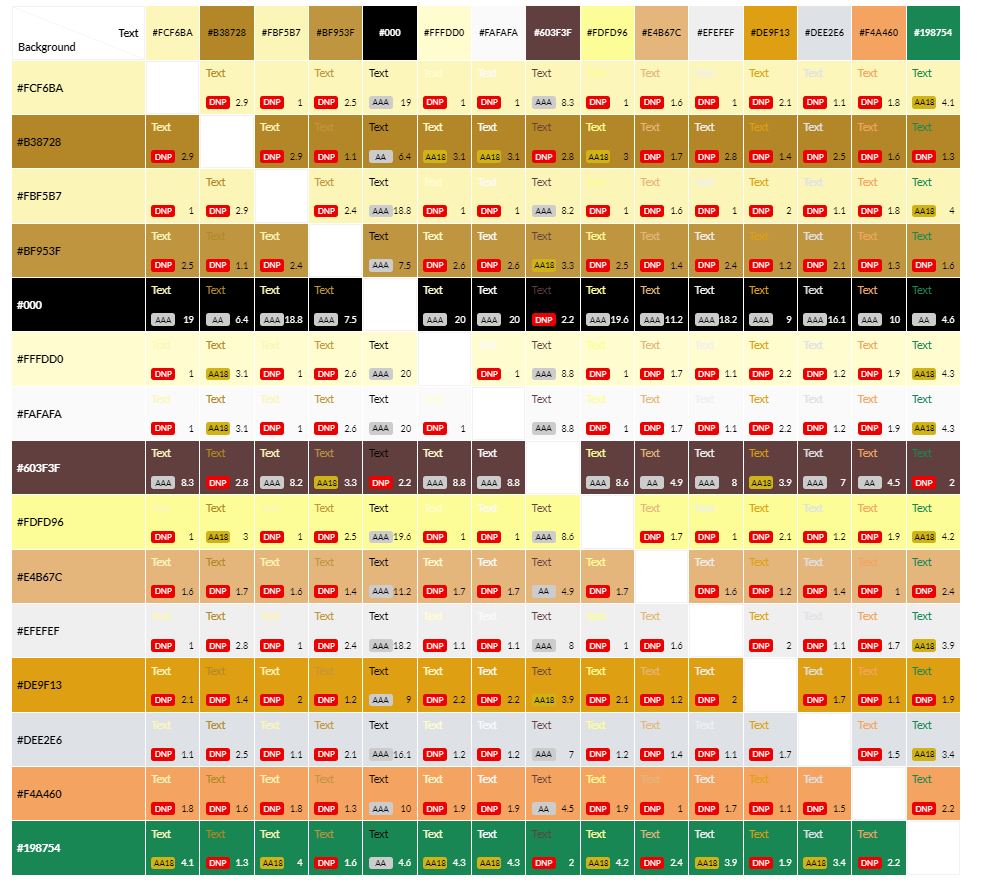 Text #FCF6BA #B38728 #FBF5B7 #BF953F #000 #FFFDD0 #FAFAFA #603F3F #FDFD96 #E4B67C #EFEFEF #DE9F13 #DEE2E6 #F4A460 #198754
Background
Text Text Text Text Text Text Text Text Text Text Text Text Text
#FCF6BA
DNP 2.9 DNP 1 DNP 2.5 AAA 19 DNP 1 DNP 1 AAA 8.3 DNP 1 DNP 1.6 DNP 1 DNP 2.1 DNP 1.1 DNP 1.8 AA18 4.1
Text Text Text Text Text Text Text Text Text Text Text Text Text Text
#B38728
DNP 2.9 DNP 2.9 DNP 1.1 AA 6.4 AA18 3.1 AA18 3.1 DNP 2.8 AA18 3 DNP 1.7 DNP 2.8 DNP 1.4 DNP 2.5 DNP 1.6 DNP 1.3
Text Text Text Text Text Text Text Text Text Text Text Text Text
#FBF5B7
DNP 1 DNP 2.9 DNP 2.4 AAA 18.8 DNP 1 DNP 1 AAA 8.2 DNP 1 DNP 1.6 DNP 1 DNP 2 DNP 1.1 DNP 1.8 AA18 4
Text Text Text Text Text Text Text Text Text Text Text Text Text Text
#BF953F
DNP 2.5 DNP 1.1 DNP 2.4 AAA 7.5 DNP 2.6 DNP 2.6 AA18 3.3 DNP 2.5 DNP 1.4 DNP 2.4 DNP 1.2 DNP 2.1 DNP 1.3 DNP 1.6
Text Text Text Text Text Text Text Text Text Text Text Text Text Text
#000
AAA 19 AA 6.4 AAA 18.8 AAA 7.5 AAA 20 AAA 20 DNP 2.2 AAA 19.6 AAA 11.2 AAA 18.2 AAA 9 AAA 16.1 AAA 10 AA 4.6
Text Text Text Text Text Text Text Text Text Text Text Text Text Text
#FFFDD0
DNP 1 AA18 3.1 DNP 1 DNP 2.6 AAA 20 DNP 1 AAA 8.8 DNP 1 DNP 1.7 DNP 1.1 DNP 2.2 DNP 1.2 DNP 1.9 AA18 4.3
Text Text Text Text Text Text Text Text Text Text Text Text Text Text
#FAFAFA
DNP 1 AA18 3.1 DNP 1 DNP 2.6 AAA 20 DNP 1 AAA 8.8 DNP 1 DNP 1.7 DNP 1.1 DNP 2.2 DNP 1.2 DNP 1.9 AA18 4.3
Text Text Text Text Text Text Text Text Text Text Text Text Text Text
#603F3F
AAA 8.3 DNP 2.8 AAA 8.2 AA18 3.3 DNP 2.2 AAA 8.8 AAA 8.8 AAA 8.6 AA 4.9 AAA 8 AA18 3.9 AAA 7 AA 4.5 DNP 2
Text Text Text Text Text Text Text Text Text Text Text Text Text Text
#FDFD96
DNP 1 AA18 3 DNP 1 DNP 2.5 AAA 19.6 DNP 1 DNP 1 AAA 8.6 DNP 1.7 DNP 1 DNP 2.1 DNP 1.2 DNP 1.9 AA18 4.2
Text Text Text Text Text Text Text Text Text Text Text Text Text Text
#E4B67C
DNP 1.6 DNP 1.7 DNP 1.6 DNP 1.4 AAA 11.2 DNP 1.7 DNP 1.7 AA 4.9 DNP 1.7 DNP 1.6 DNP 1.2 DNP 1.4 DNP 1 DNP 2.4
Text Text Text Text Text Text Text Text Text Text Text Text Text Text
#EFEFEF
DNP 1 DNP 2.8 DNP 1 DNP 2.4 AAA 18.2 DNP 1.1 DNP 1.1 AAA 8 DNP 1 DNP 1.6 DNP 2 DNP 1.1 DNP 1.7 AA18 3.9
Text Text Text Text Text Text Text Text Text Text Text Text Text Text
#DE9F13
DNP 2.1 DNP 1.4 DNP 2 DNP 1.2 AAA 9 DNP 2.2 DNP 2.2 AA18 3.9 DNP 2.1 DNP 1.2 DNP 2 DNP 1.7 DNP 1.1 DNP 1.9
Text Text Text Text Text Text Text Text Text Text Text Text Text Text
#DEE2E6
DNP 1.1 DNP 2.5 DNP 1.1 DNP 2.1 AAA 16.1 DNP 1.2 DNP 1.2 AAA 7 DNP 1.2 DNP 1.4 DNP 1.1 DNP 1.7 DNP 1.5 AA18 3.4
Text Text Text Text Text Text Text Text Text Text Text Text Text Text
#F4A460
DNP 1.8 DNP 1.6 DNP 1.8 DNP 1.3 AAA 10 DNP 1.9 DNP 1.9 AA 4.5 DNP 1.9 DNP 1 DNP 1.7 DNP 1.1 DNP 1.5 DNP 2.2
Text Text Text Text Text Text Text Text Text Text Text Text Text Text
#198754
AA18 4.1 DNP 1.3 AA18 4 DNP 1.6 AA 4.6 AA18 4.3 AA18 4.3 DNP 2 AA18 4.2 DNP 2.4 AA18 3.9 DNP 1.9 AA18 3.4 DNP 2.2